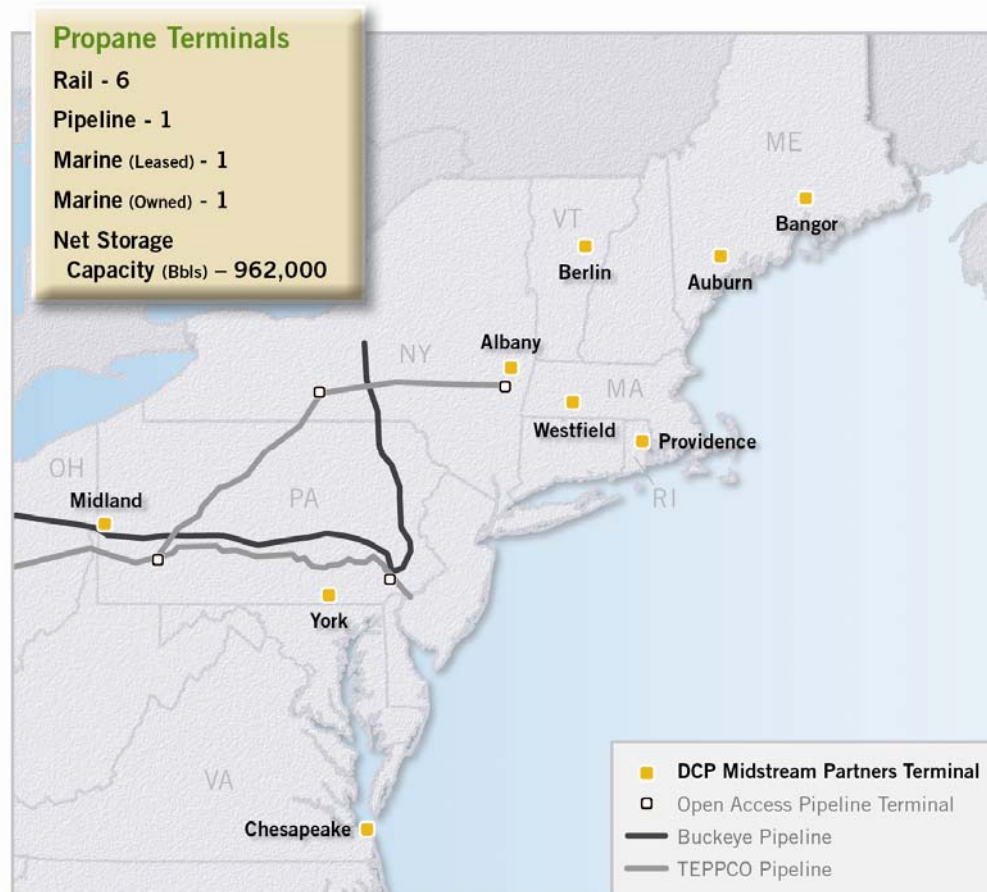 Propane Terminals
Rail - 6
Pipeline - 1
Marine (Leased) - 1
Marine (Owned) - 1
Net Storage
Capacity (Bbls) – 962,000
ME
Bangor
VT
Berlin
Auburn
Albany
NY
MA
Westfield
Providence
OH
Midland
PA
RI
York
VA
Chesapeake
DCP Midstream Partners Terminal
Open Access Pipeline Terminal
Buckeye Pipeline
TEPPCO Pipeline